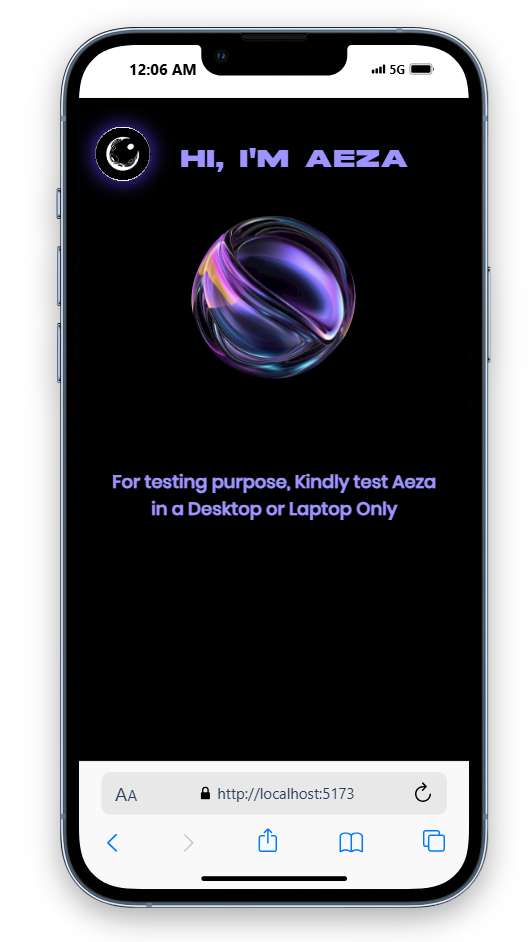 12:06 AM 5G
HI, I'M AEZA
For testing purpose, Kindly test Aeza
in a Desktop or Laptop Only
AA http://localhost:5173